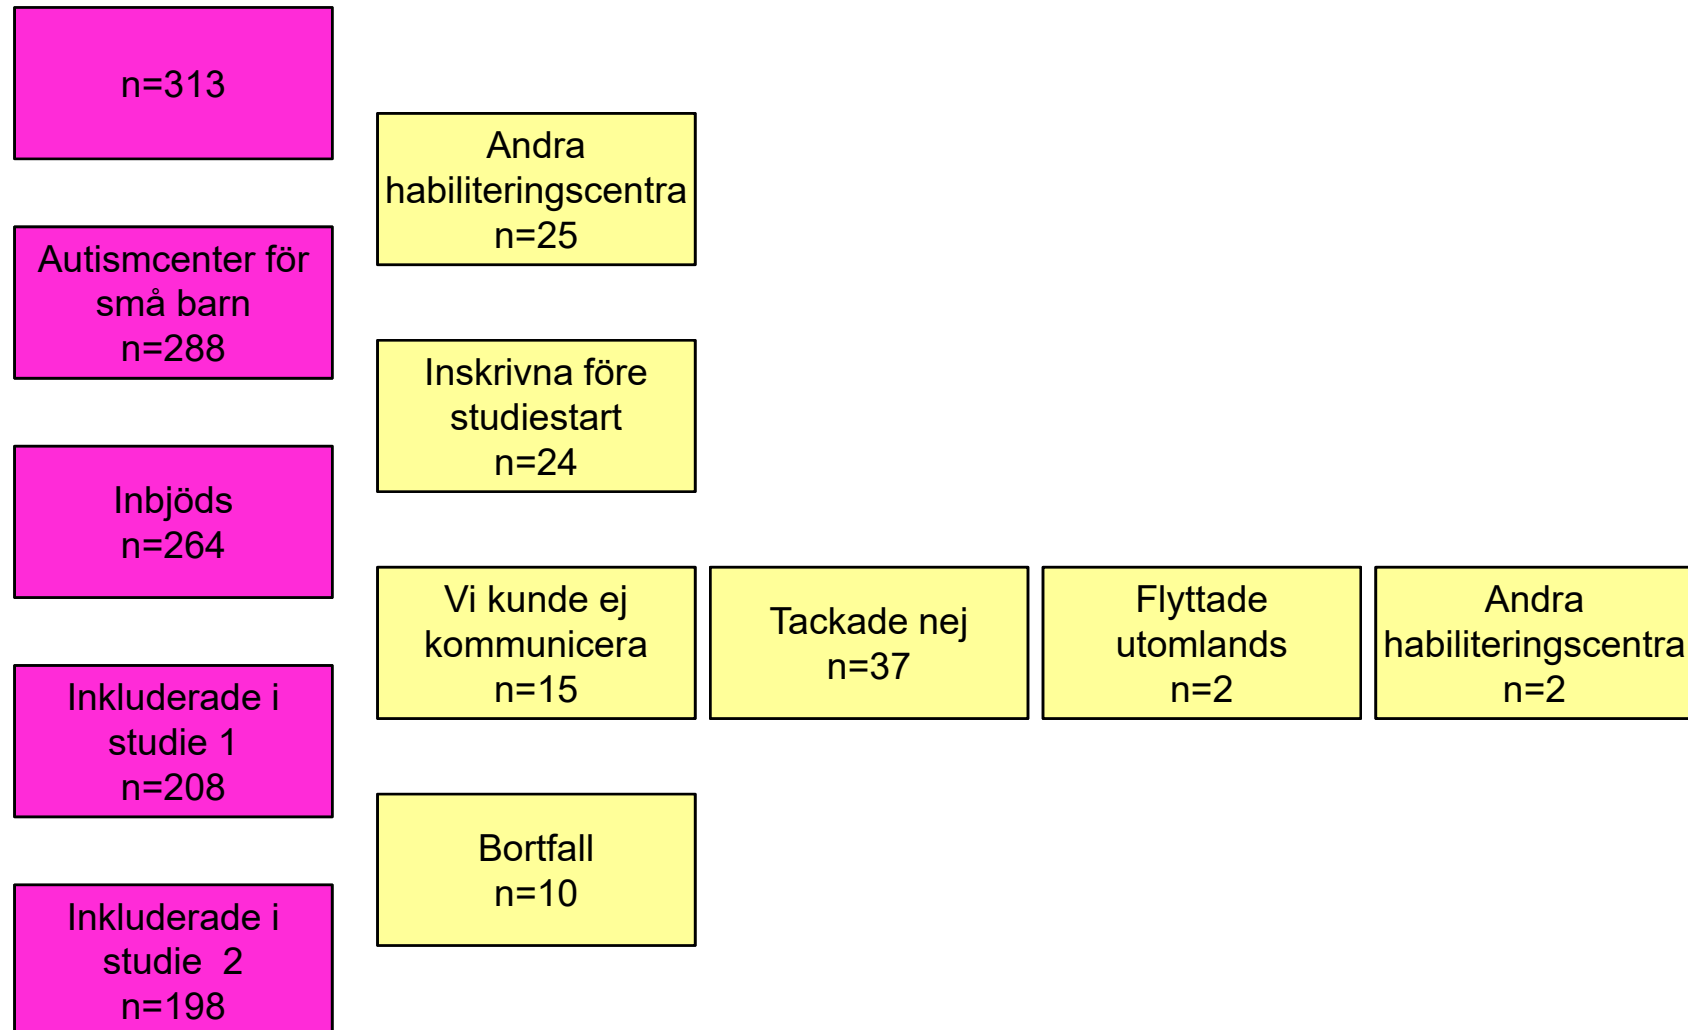 n=313
Andra
habiliteringscentra
n=25
Autismcenter för
små barn
n=288
Inskrivna före
studiestart
n=24
Inbjöds
n=264
Vi kunde ej
kommunicera
n=15
Tackade nej
n=37
Flyttade
utomlands
n=2
Andra
habiliteringscentra
n=2
Inkluderade i
studie 1
n=208
Bortfall
n=10
Inkluderade i
studie  2
n=198